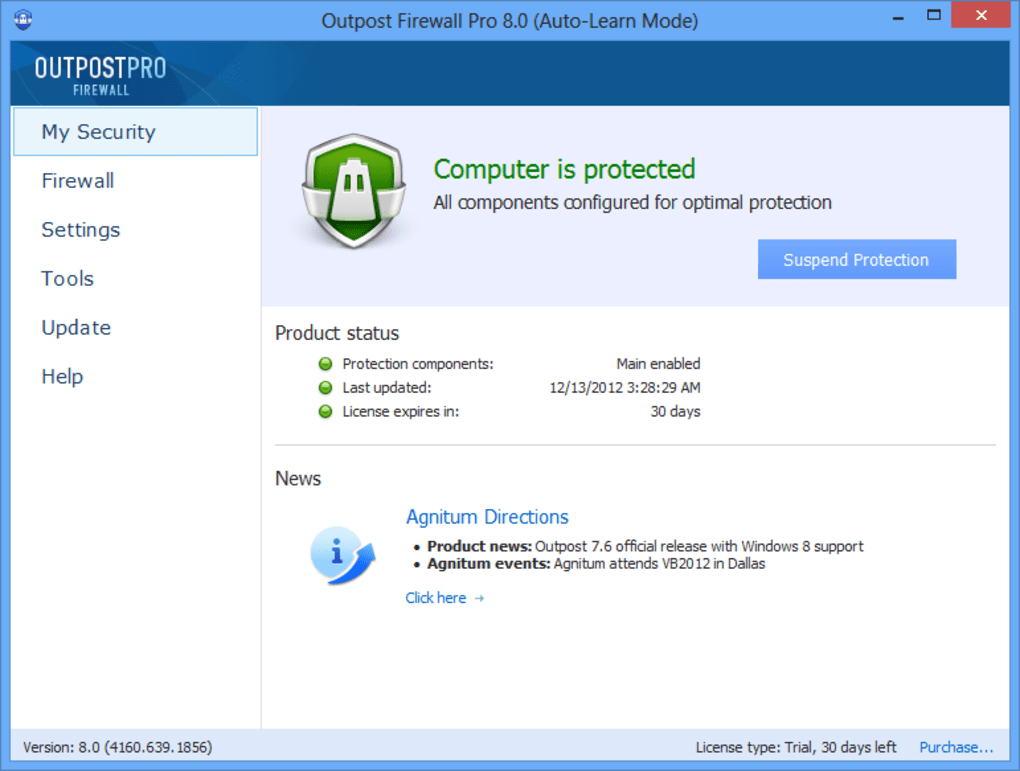 Outpost Firewall Pro 8.0 (Auto-Learn Mode)
OUTPOSTPRO
FIREWALL
My Security
Firewall
Settings
Tools
Update
Help
Computer is protected
All components configured for optimal protection
Suspend Protection
Product status
Protection components: Main enabled
Last updated: 12/13/2012 3:28:29 AM
License expires in: 30 days
News
Agnitum Directions
• Product news: Outpost 7.6 official release with Windows 8 support
• Agnitum events: Agnitum attends VB2012 in Dallas
Click here →
Version: 8.0 (4160.639.1856)
License type: Trial, 30 days left Purchase...